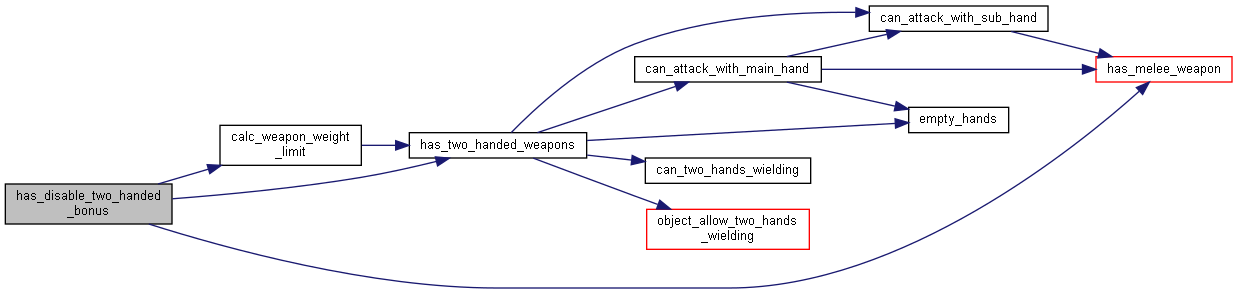 can_attack_with_sub_hand
can_attack_with_main_hand
has_melee_weapon
empty_hands
calc_weapon_weight
_limit
has_two_handed_weapons
can_two_hands_wielding
has_disable_two_handed
_bonus
object_allow_two_hands
_wielding